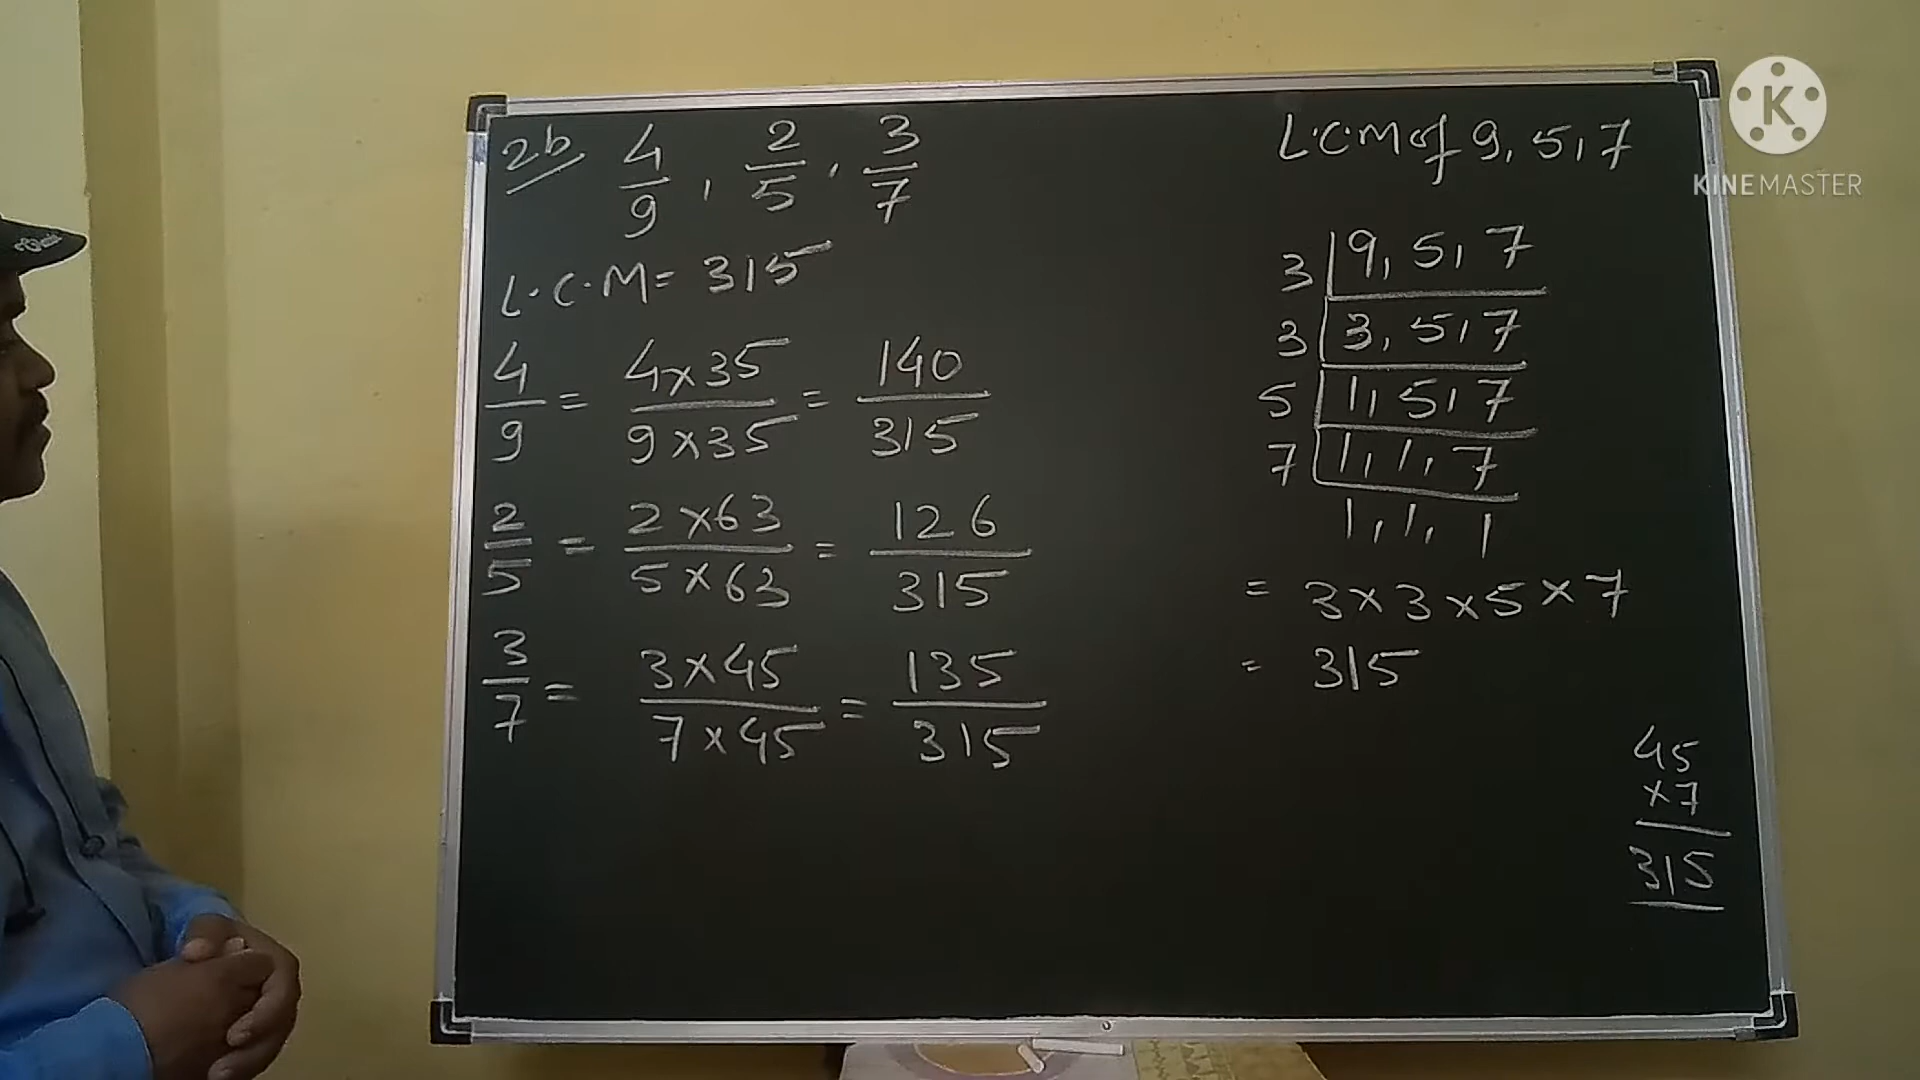 2b 4/9, 2/5, 3/7
L.C.M = 315
4/9 = 4×35/9×35 = 140/315
2/5 = 2×63/5×63 = 126/315
3/7 = 3×45/7×45 = 135/315
L.C.M of 9, 5, 7
3 | 9, 5, 7
3 | 3, 5, 7
5 | 1, 5, 7
7 | 1, 1, 7
1, 1, 1
= 3×3×5×7
= 315
45
×7
315
K
KINEMASTER